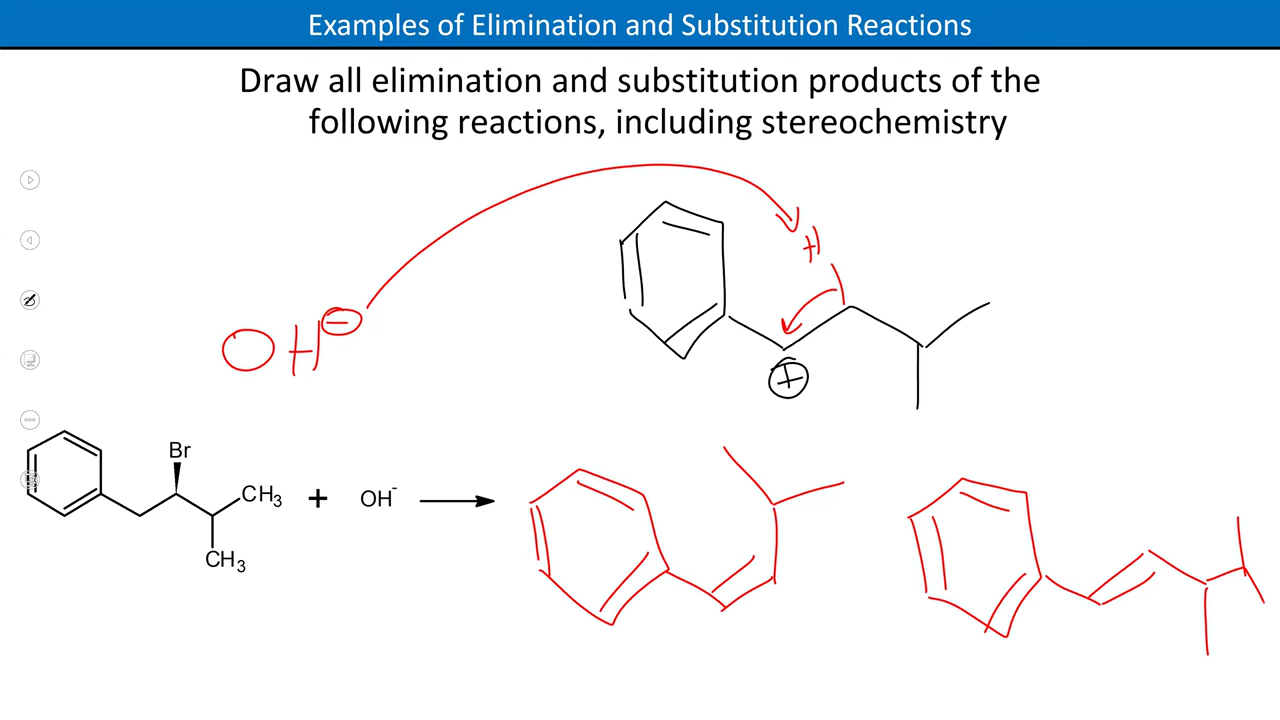 Examples of Elimination and Substitution Reactions
Draw all elimination and substitution products of the
following reactions, including stereochemistry
H
OH⊖
⊕
Br
CH₃ + OH⁻
CH₃